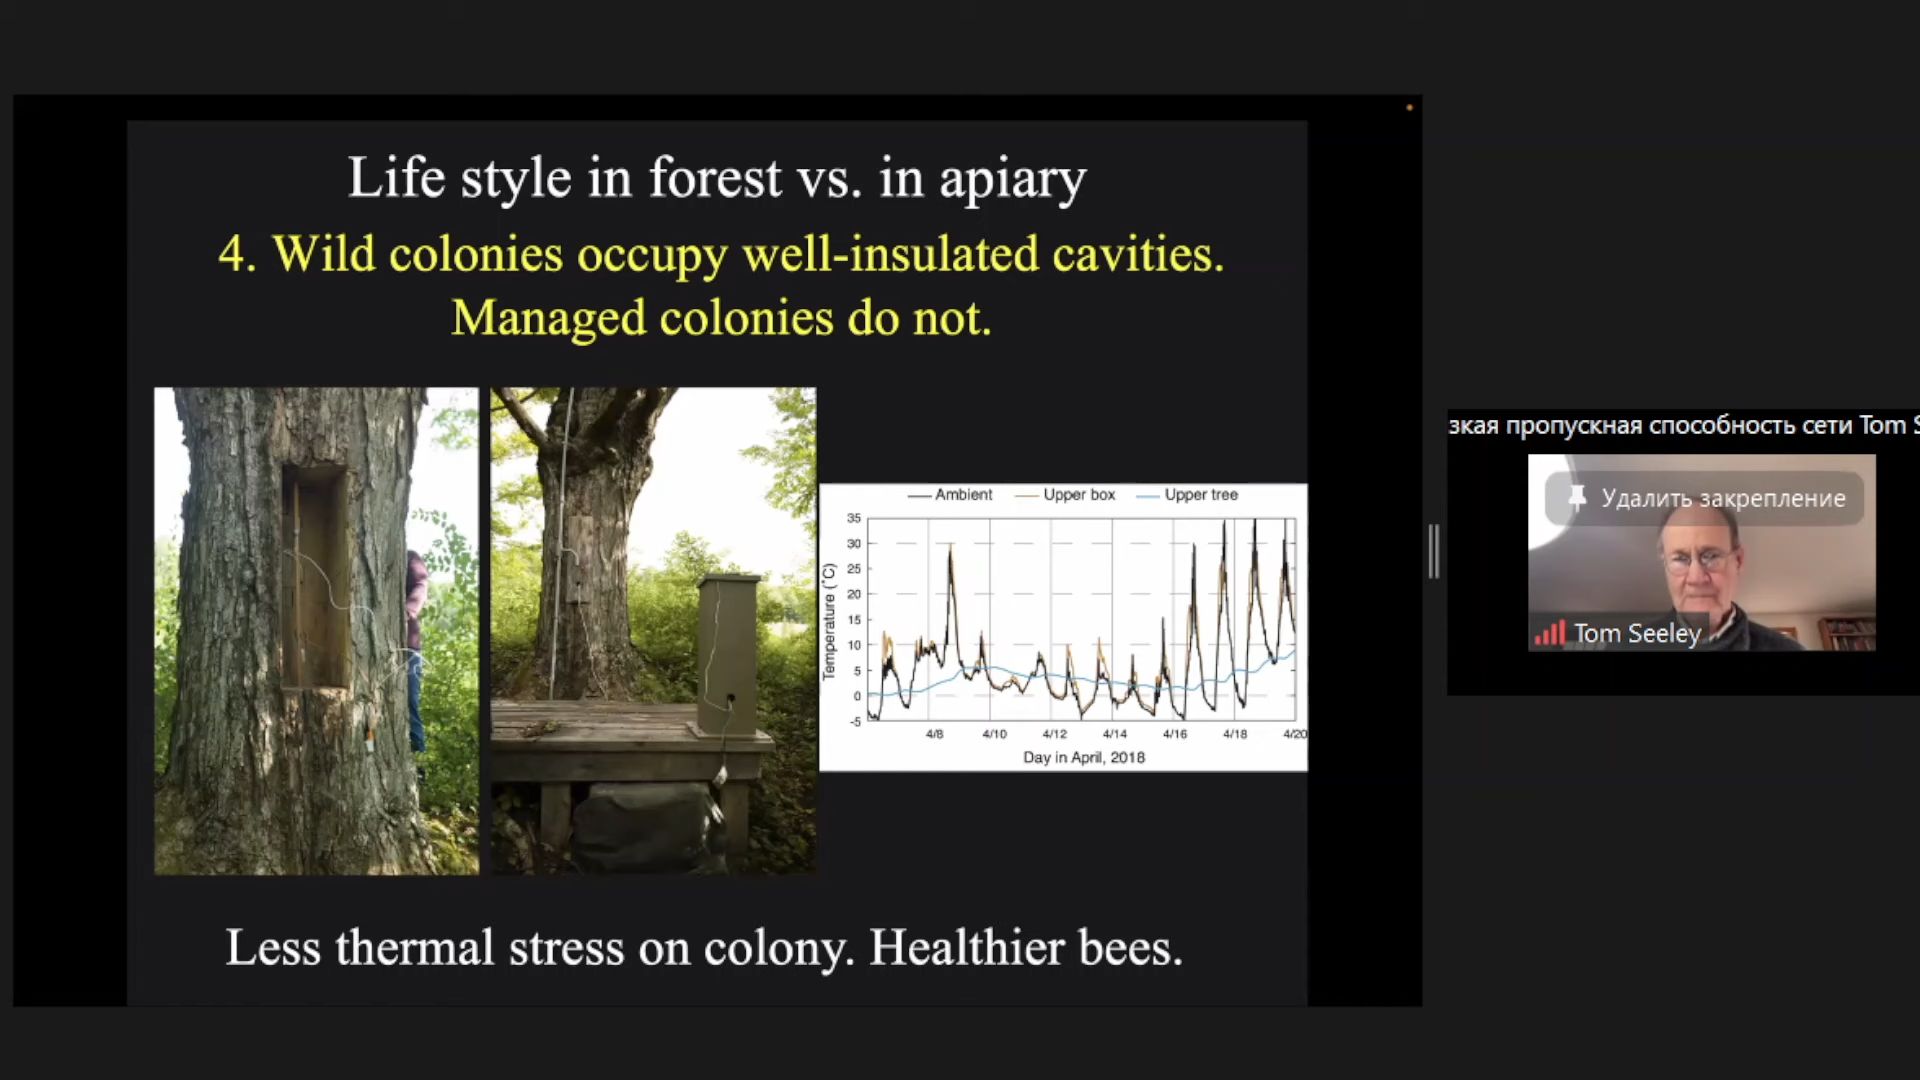 Life style in forest vs. in apiary
4. Wild colonies occupy well-insulated cavities.
Managed colonies do not.
Ambient Upper box Upper tree
Temperature (°C)
35
30
25
20
15
10
5
0
-5
4/8 4/10 4/12 4/14 4/16 4/18 4/20
Day in April, 2018
Less thermal stress on colony. Healthier bees.
зкая пропускная способность сети Tom S
Удалить закрепление
Tom Seeley